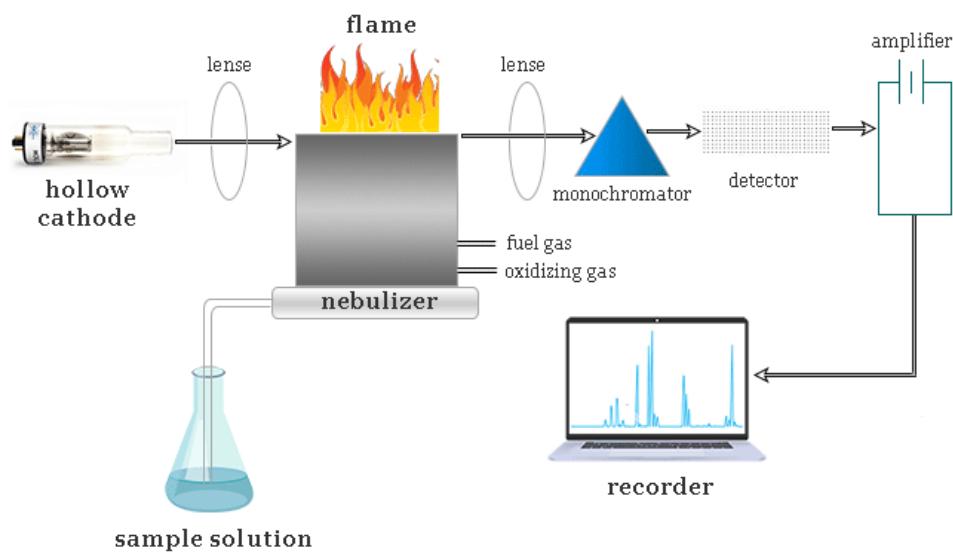 flame
amplifier
lense
lense
hollow
cathode
monochromator
detector
fuel gas
oxidizing gas
nebulizer
recorder
sample solution